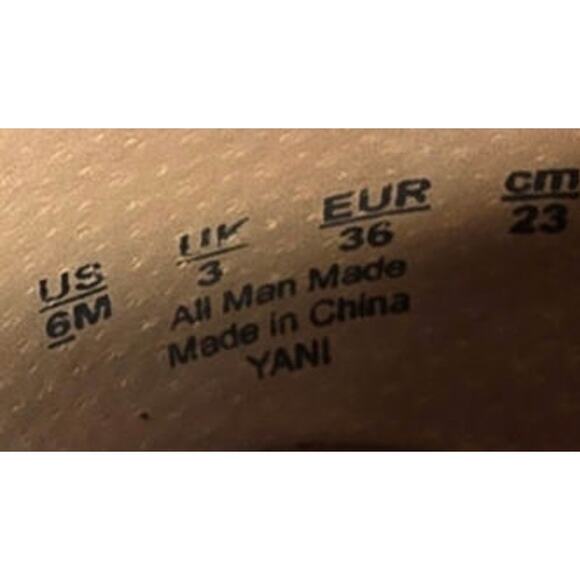 US UK EUR cm
6M 3 36 23
All Man Made
Made in China
YANI